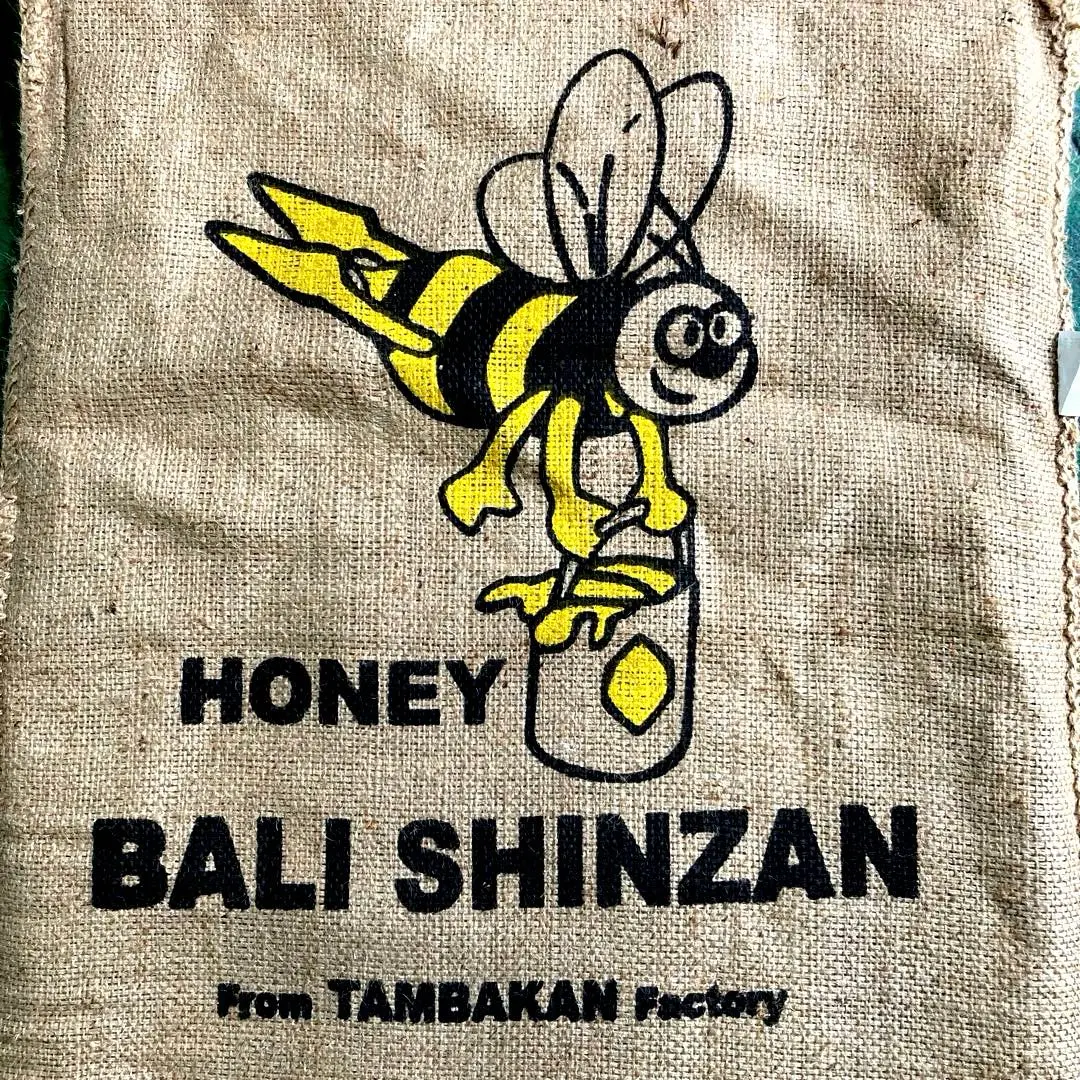 HONEY
BALI SHINZAN
From TAMBAKAN Factory